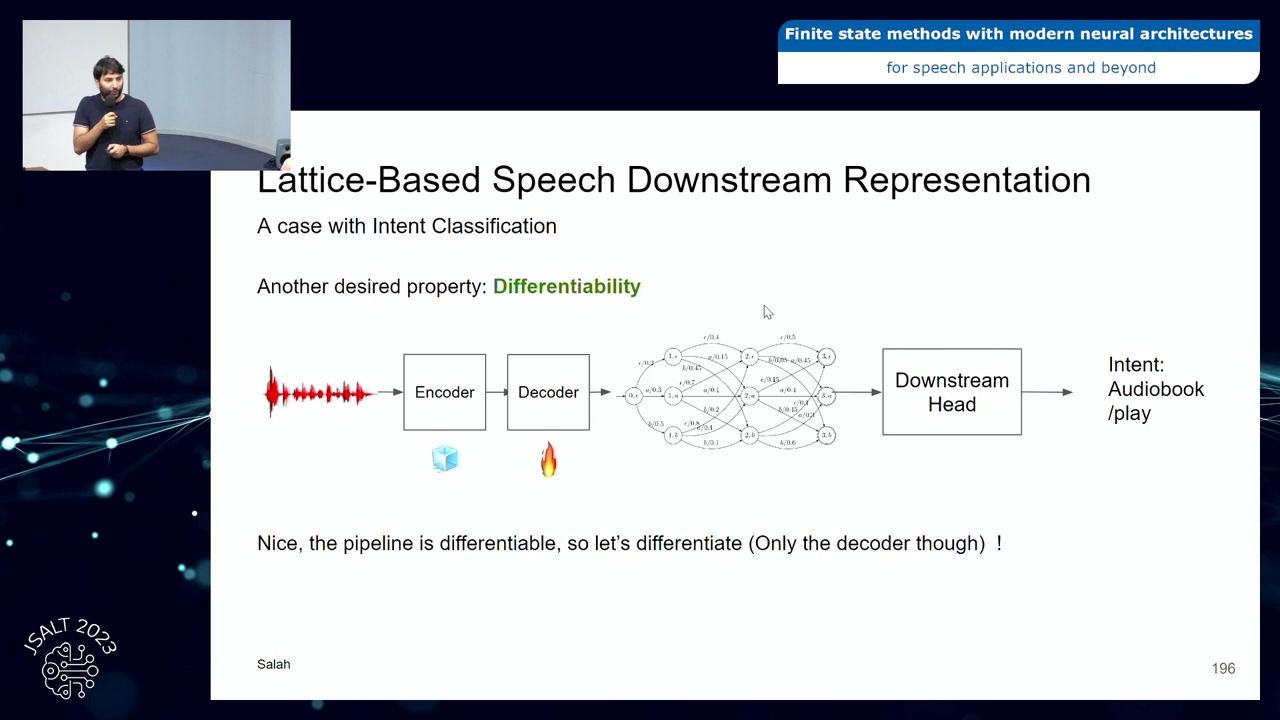 Finite state methods with modern neural architectures
for speech applications and beyond
Lattice-Based Speech Downstream Representation
A case with Intent Classification
Another desired property: Differentiability
Encoder
Decoder
Downstream
Head
Intent:
Audiobook
/play
Nice, the pipeline is differentiable, so let's differentiate (Only the decoder though) !
JSALT 2023
Salah
196